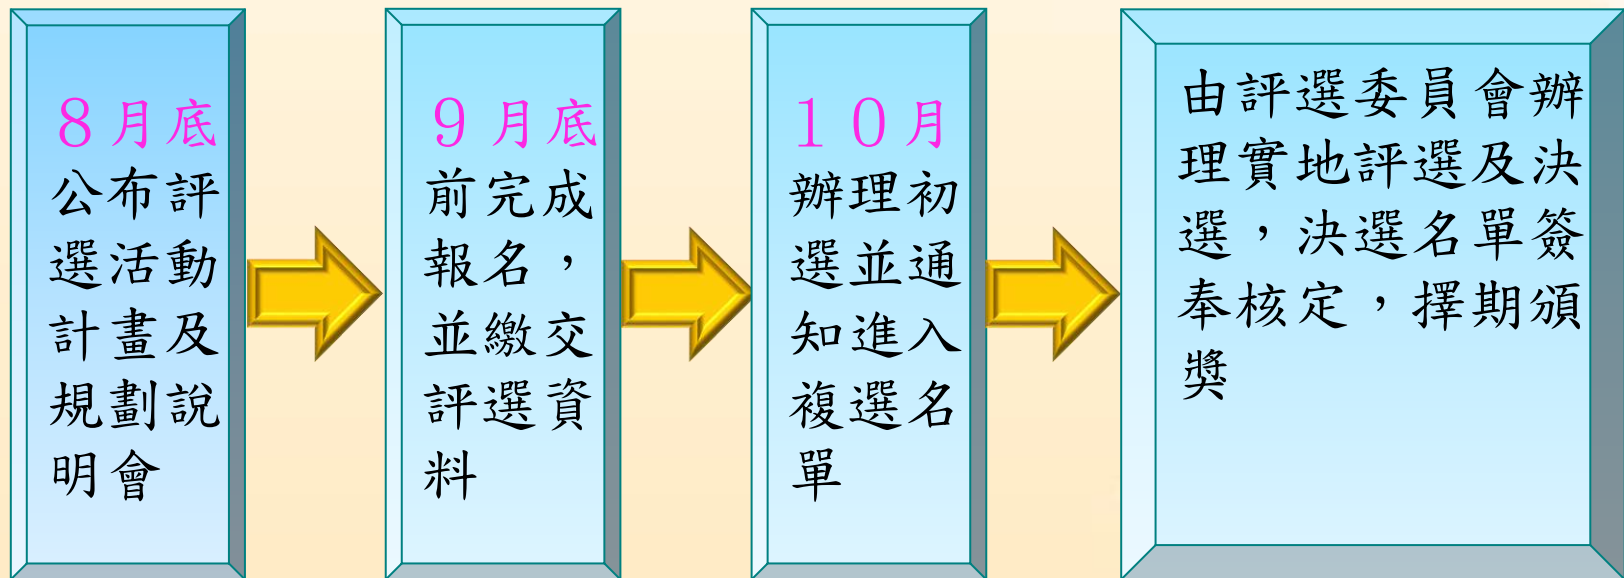 ８月底
公布評
選活動
計畫及
規劃說
明會
９月底
前完成
報名，
並繳交
評選資
料
１０月
辦理初
選並通
知進入
複選名
單
由評選委員會辦
理實地評選及決
選，決選名單簽
奉核定，擇期頒
獎